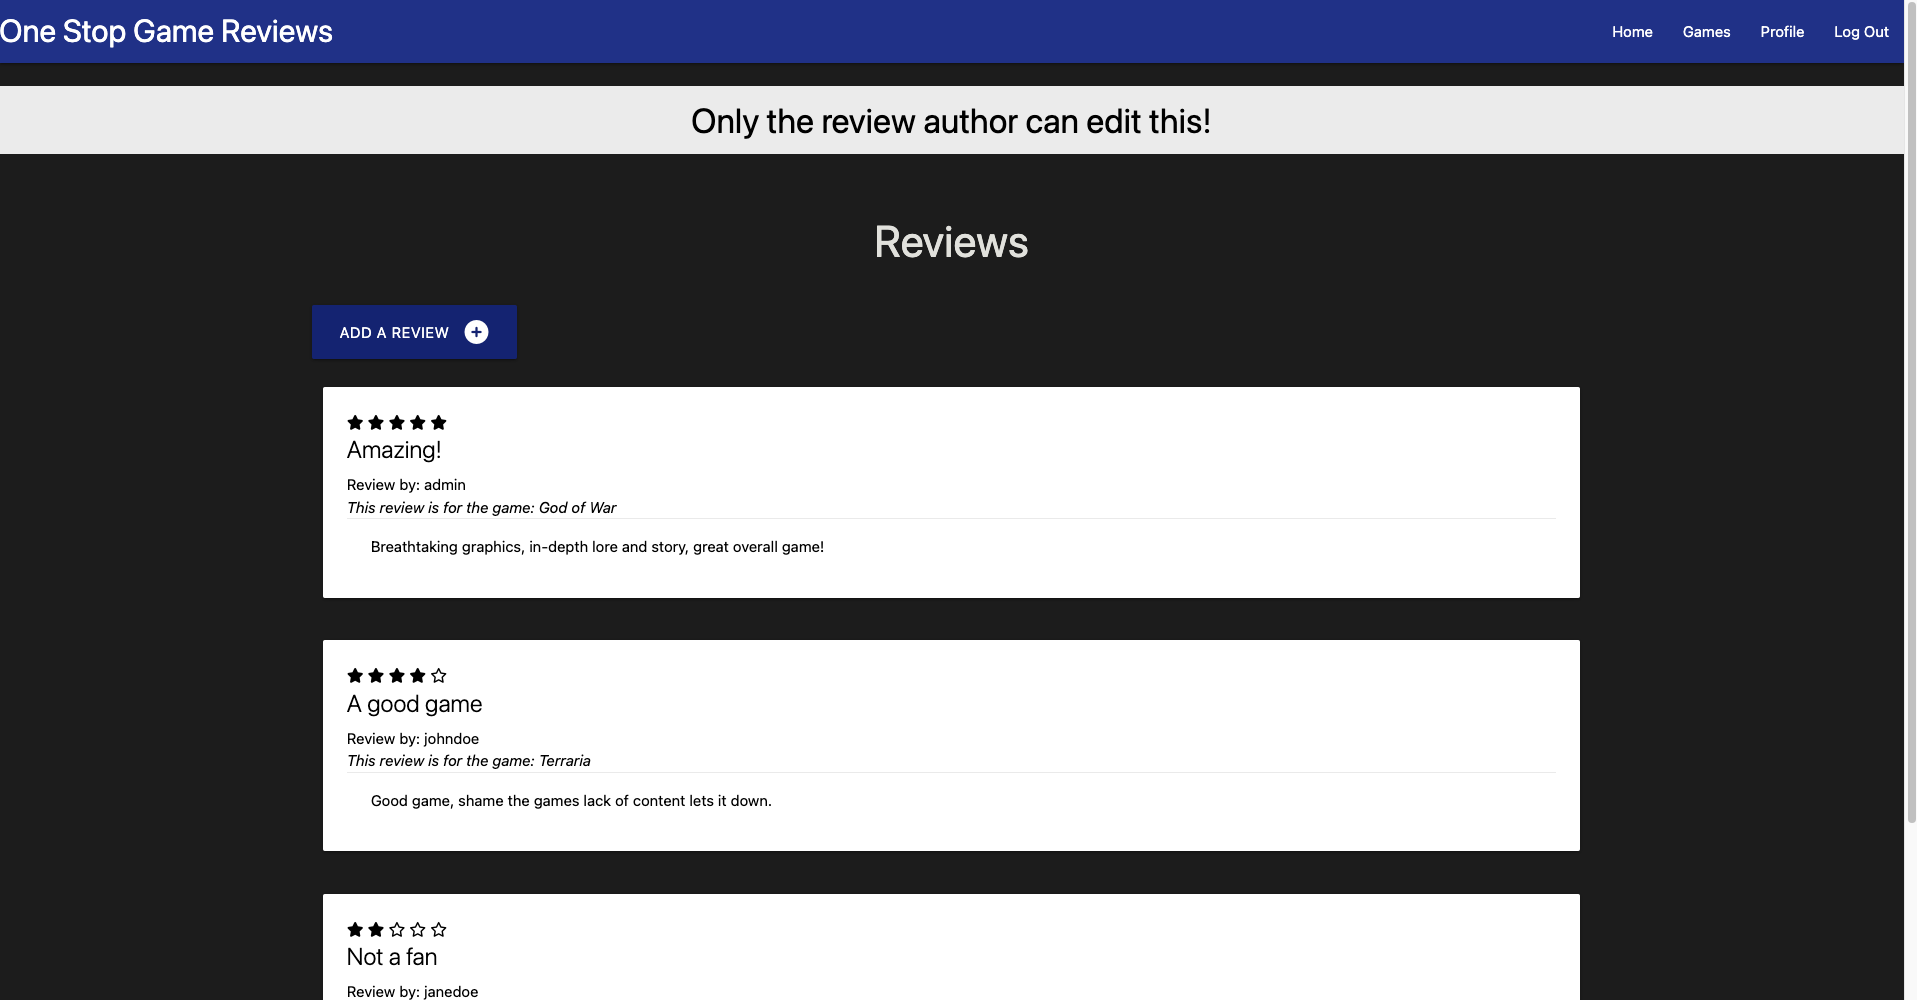 One Stop Game Reviews
Home Games Profile Log Out
Only the review author can edit this!
Reviews
ADD A REVIEW
Amazing!
Review by: admin
This review is for the game: God of War
Breathtaking graphics, in-depth lore and story, great overall game!
A good game
Review by: johndoe
This review is for the game: Terraria
Good game, shame the games lack of content lets it down.
Not a fan
Review by: janedoe